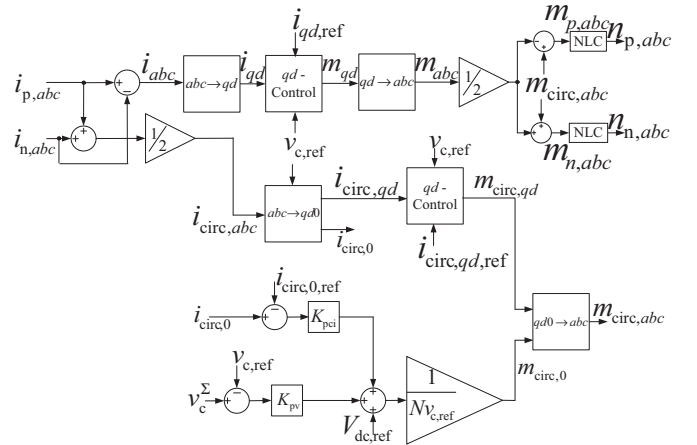 i_{qd,ref}
m_{p,abc}
n_{p,abc}
NLC
i_{p,abc}
i_{abc}
abc→qd
i_{qd}
qd - Control
m_{qd}
qd→abc
m_{abc}
1/2
m_{circ,abc}
i_{n,abc}
1/2
v_{c,ref}
NLC
n_{n,abc}
m_{n,abc}
v_{c,ref}
i_{circ,abc}
abc→qd0
i_{circ,qd}
qd - Control
m_{circ,qd}
i_{circ,0}
i_{circ,qd,ref}
i_{circ,0,ref}
i_{circ,0}
K_{pci}
qd0→abc
m_{circ,abc}
v_{c,ref}
v_c^Σ
K_{pv}
V_{dc,ref}
1
Nv_{c,ref}
m_{circ,0}